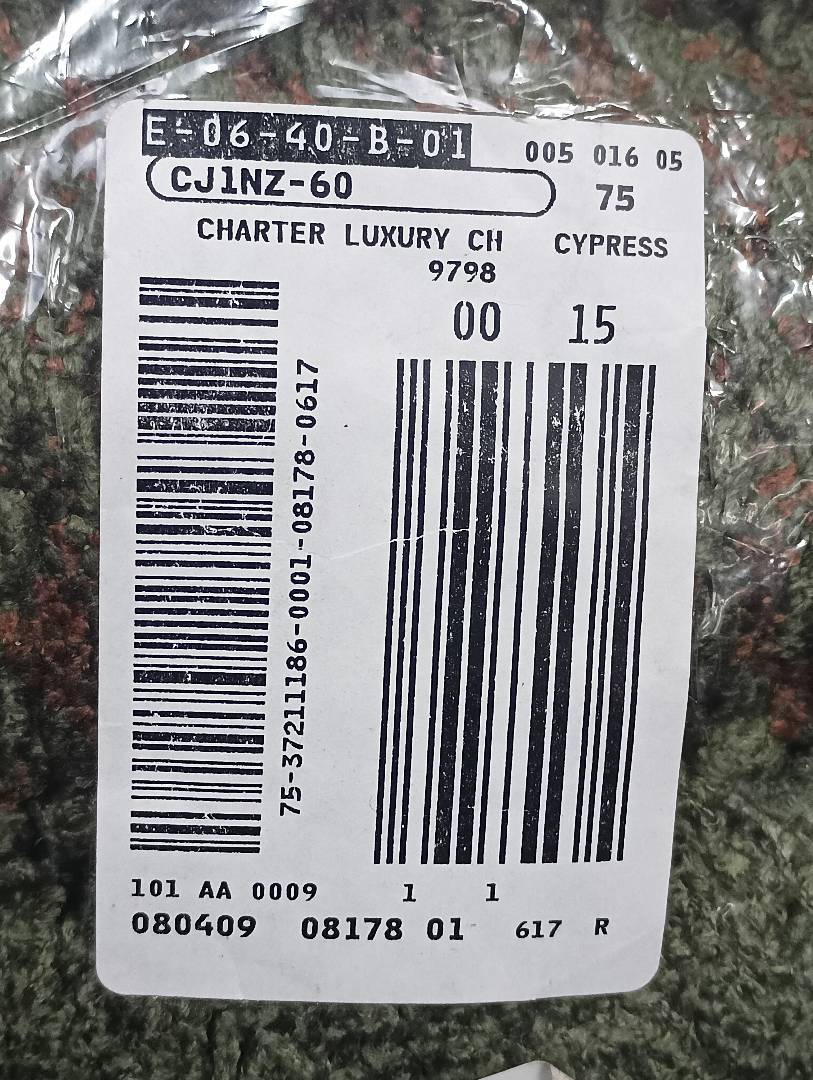 E-06-40-B-01 005 016 05
CJ1NZ-60 75
CHARTER LUXURY CH CYPRESS
9798
00 15
75-37211186-0001-08178-0617
101 AA 0009 1 1
080409 08178 01 617 R